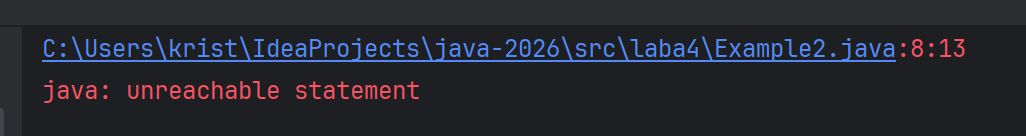 C:\Users\krist\IdeaProjects\java-2026\src\laba4\Example2.java:8:13
java: unreachable statement